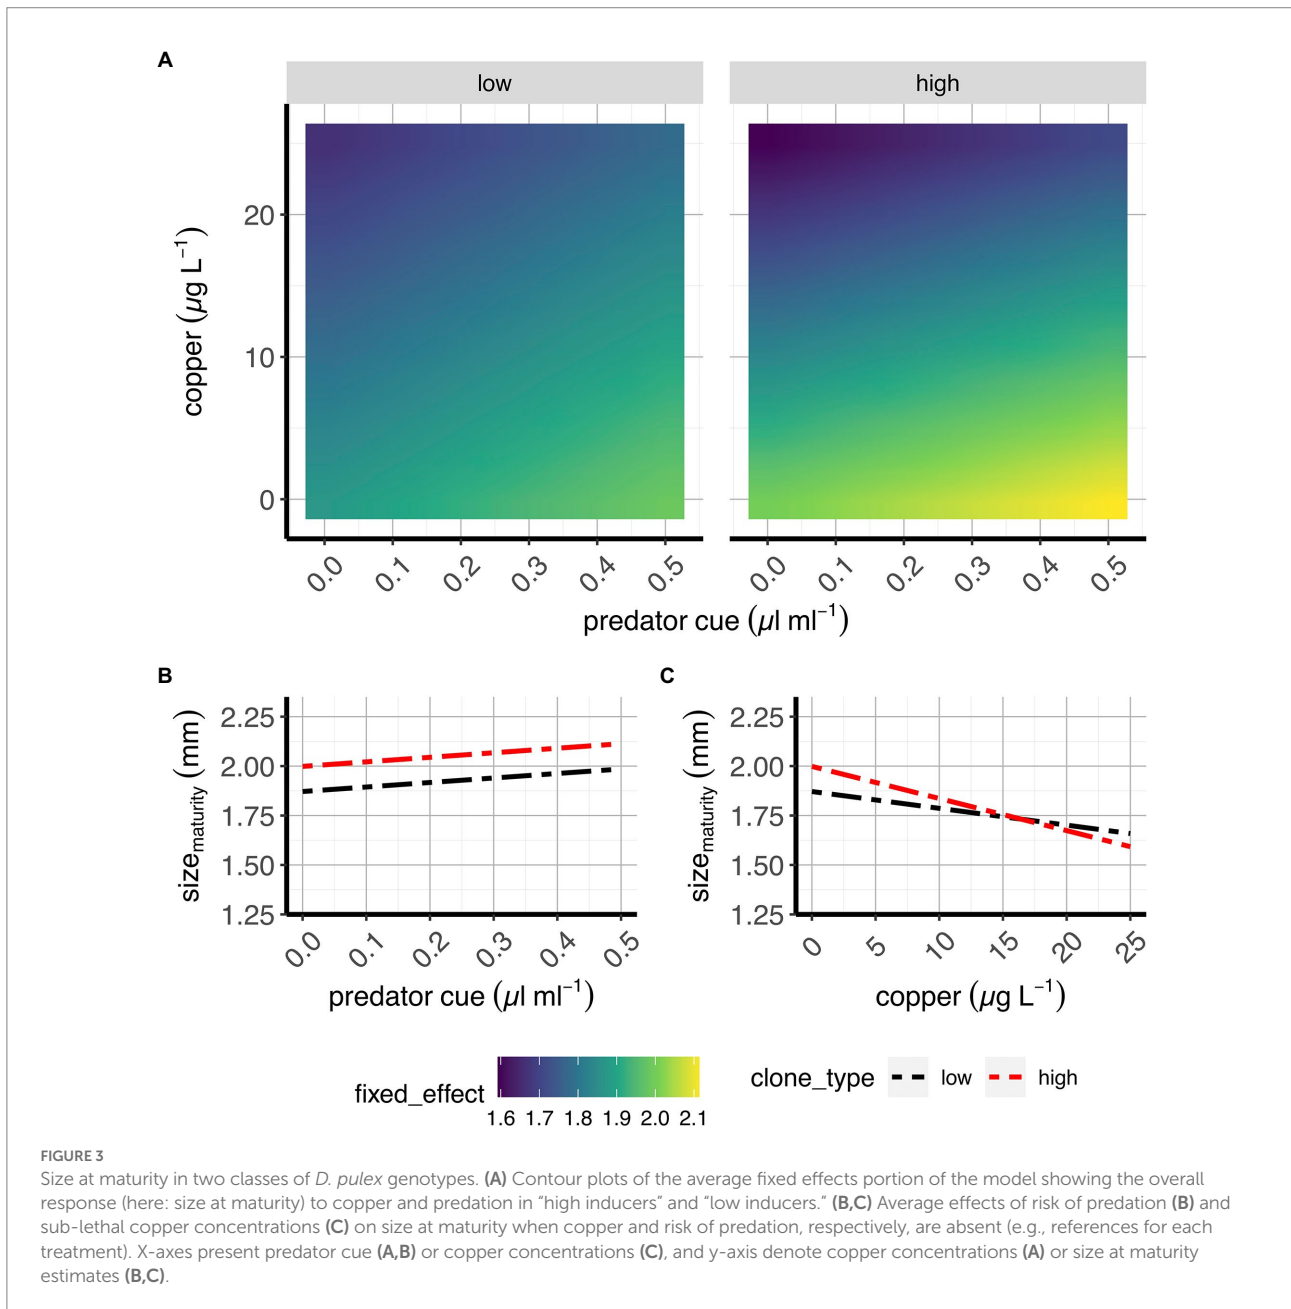 A
low
high
copper (µg L⁻¹)
20
10
0
0.0 0.1 0.2 0.3 0.4 0.5
0.0 0.1 0.2 0.3 0.4 0.5
predator cue (µl ml⁻¹)
B
size_maturity (mm)
2.25
2.00
1.75
1.50
1.25
0.0 0.1 0.2 0.3 0.4 0.5
predator cue (µl ml⁻¹)
C
size_maturity (mm)
2.25
2.00
1.75
1.50
1.25
0 5 10 15 20 25
copper (µg L⁻¹)
fixed_effect
1.6 1.7 1.8 1.9 2.0 2.1
clone_type low high
FIGURE 3
Size at maturity in two classes of D. pulex genotypes. (A) Contour plots of the average fixed effects portion of the model showing the overall
response (here: size at maturity) to copper and predation in “high inducers” and “low inducers.” (B,C) Average effects of risk of predation (B) and
sub-lethal copper concentrations (C) on size at maturity when copper and risk of predation, respectively, are absent (e.g., references for each
treatment). X-axes present predator cue (A,B) or copper concentrations (C), and y-axis denote copper concentrations (A) or size at maturity
estimates (B,C).